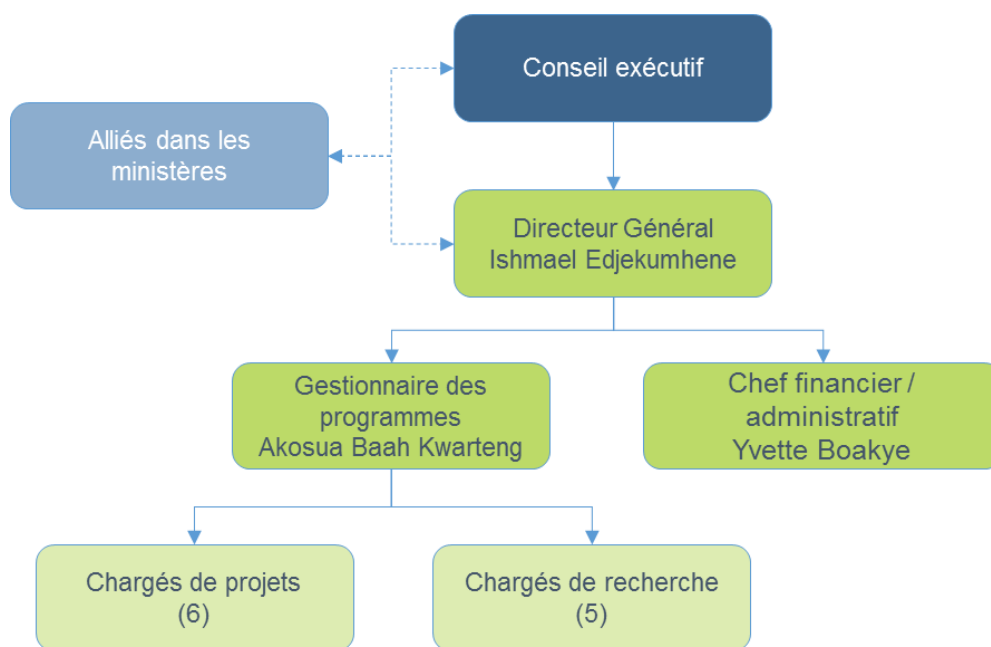 Conseil exécutif
Alliés dans les
ministères
Directeur Général
Ishmael Edjekumhene
Gestionnaire des
programmes
Akosua Baah Kwarteng
Chef financier /
administratif
Yvette Boakye
Chargés de projets
(6)
Chargés de recherche
(5)